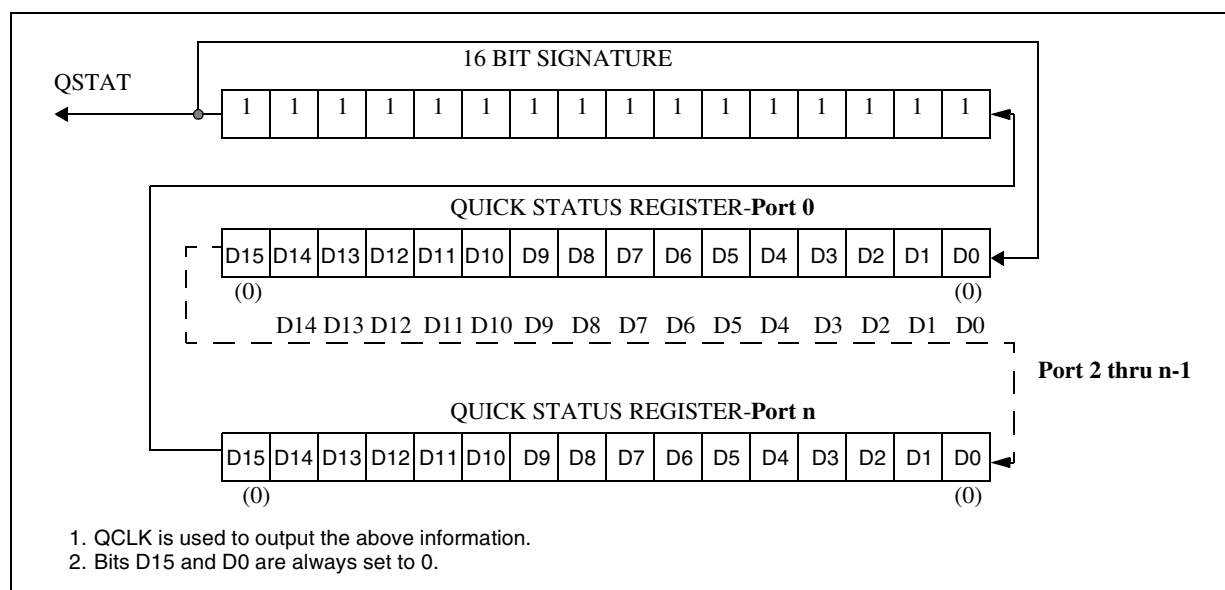 16 BIT SIGNATURE
QSTAT
1 1 1 1 1 1 1 1 1 1 1 1 1 1 1 1
QUICK STATUS REGISTER-Port 0
D15 D14 D13 D12 D11 D10 D9 D8 D7 D6 D5 D4 D3 D2 D1 D0
(0) (0)
D14 D13 D12 D11 D10 D9 D8 D7 D6 D5 D4 D3 D2 D1 D0
Port 2 thru n-1
QUICK STATUS REGISTER-Port n
D15 D14 D13 D12 D11 D10 D9 D8 D7 D6 D5 D4 D3 D2 D1 D0
(0) (0)
1. QCLK is used to output the above information.
2. Bits D15 and D0 are always set to 0.